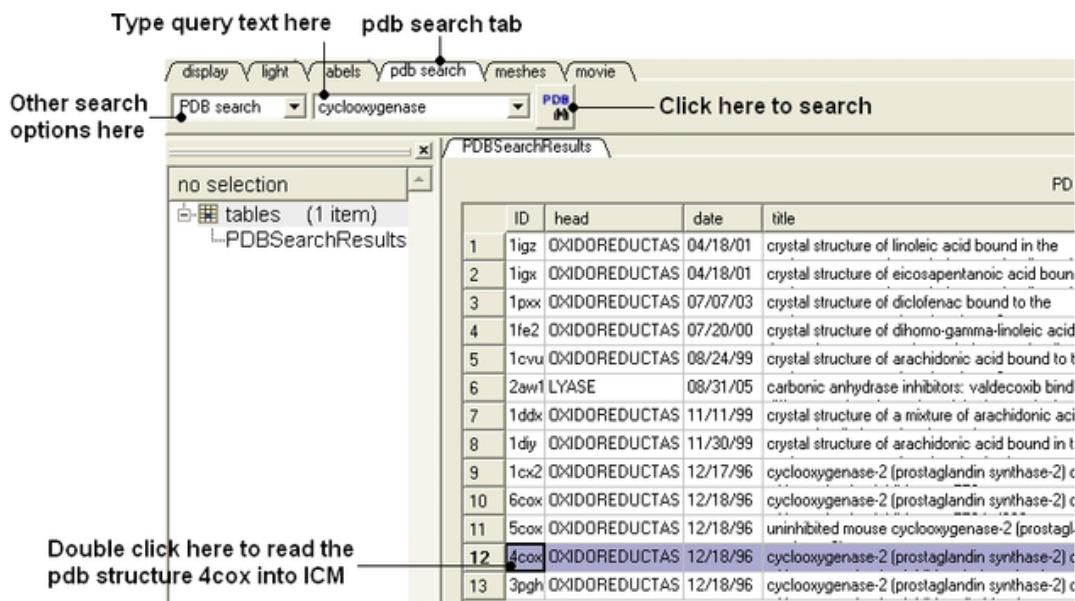 Type query text here pdb search tab
display light labels pdb search meshes movie
Other search options here
PDB search cyclooxygenase PDB Click here to search
PDBSearchResults
no selection
PD
tables (1 item)
PDBSearchResults
ID head date title
1 1igz OXIDOREDUCTAS 04/18/01 crystal structure of linoleic acid bound in the
2 1igx OXIDOREDUCTAS 04/18/01 crystal structure of eicosapentanoic acid boun
3 1pxx OXIDOREDUCTAS 07/07/03 crystal structure of diclofenac bound to the
4 1fe2 OXIDOREDUCTAS 07/20/00 crystal structure of dihomo-gamma-linoleic acid
5 1cvu OXIDOREDUCTAS 08/24/99 crystal structure of arachidonic acid bound to t
6 2aw1 LYASE 08/31/05 carbonic anhydrase inhibitors: valdecoxib bind
7 1ddx OXIDOREDUCTAS 11/11/99 crystal structure of a mixture of arachidonic aci
8 1diy OXIDOREDUCTAS 11/30/99 crystal structure of arachidonic acid bound in t
9 1cx2 OXIDOREDUCTAS 12/17/96 cyclooxygenase-2 (prostaglandin synthase-2) c
10 6cox OXIDOREDUCTAS 12/18/96 cyclooxygenase-2 (prostaglandin synthase-2) c
11 5cox OXIDOREDUCTAS 12/18/96 uninhibited mouse cyclooxygenase-2 (prostagl
12 4cox OXIDOREDUCTAS 12/18/96 cyclooxygenase-2 (prostaglandin synthase-2) c
13 3pgh OXIDOREDUCTAS 12/18/96 cyclooxygenase-2 (prostaglandin synthase-2) c
Double click here to read the
pdb structure 4cox into ICM